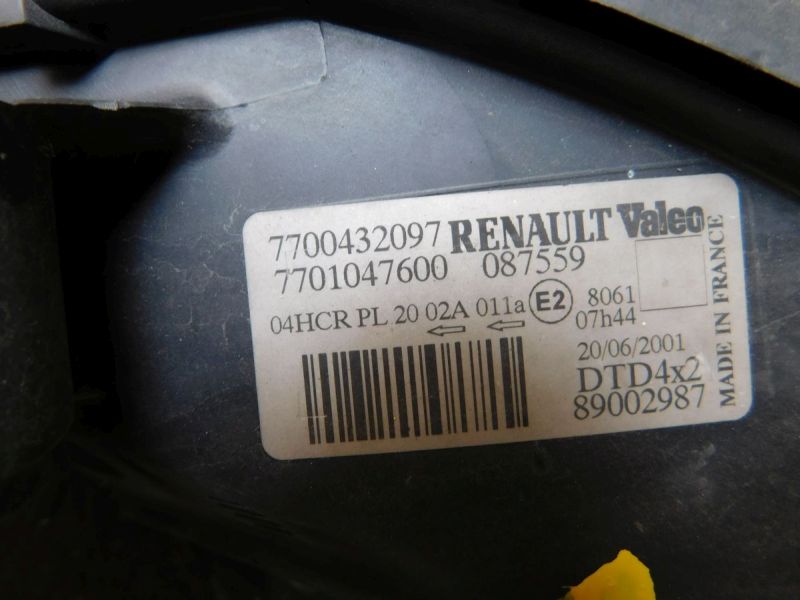 7700432097 RENAULT Valeo
7701047600 087559
04HCR PL 20 02A 011a E2 8061
07h44
20/06/2001
DTD4x2
89002987
MADE IN FRANCE